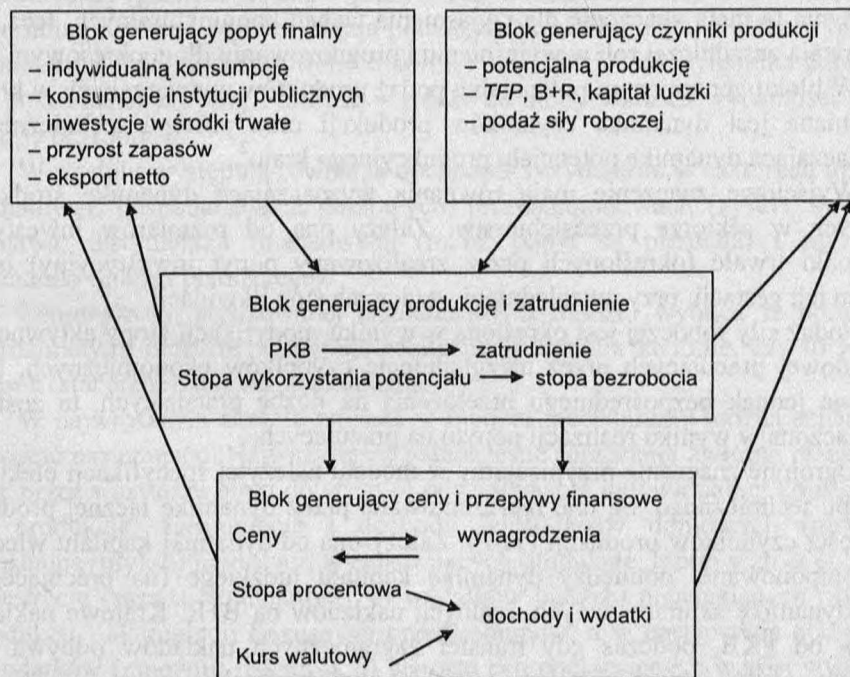 Blok generujący popyt finalny
– indywidualną konsumpcję
– konsumpcje instytucji publicznych
– inwestycje w środki trwałe
– przyrost zapasów
– eksport netto
Blok generujący czynniki produkcji
– potencjalną produkcję
– TFP, B+R, kapitał ludzki
– podaż siły roboczej
Blok generujący produkcję i zatrudnienie
PKB zatrudnienie
Stopa wykorzystania potencjału stopa bezrobocia
Blok generujący ceny i przepływy finansowe
Ceny wynagrodzenia
Stopa procentowa
dochody i wydatki
Kurs walutowy